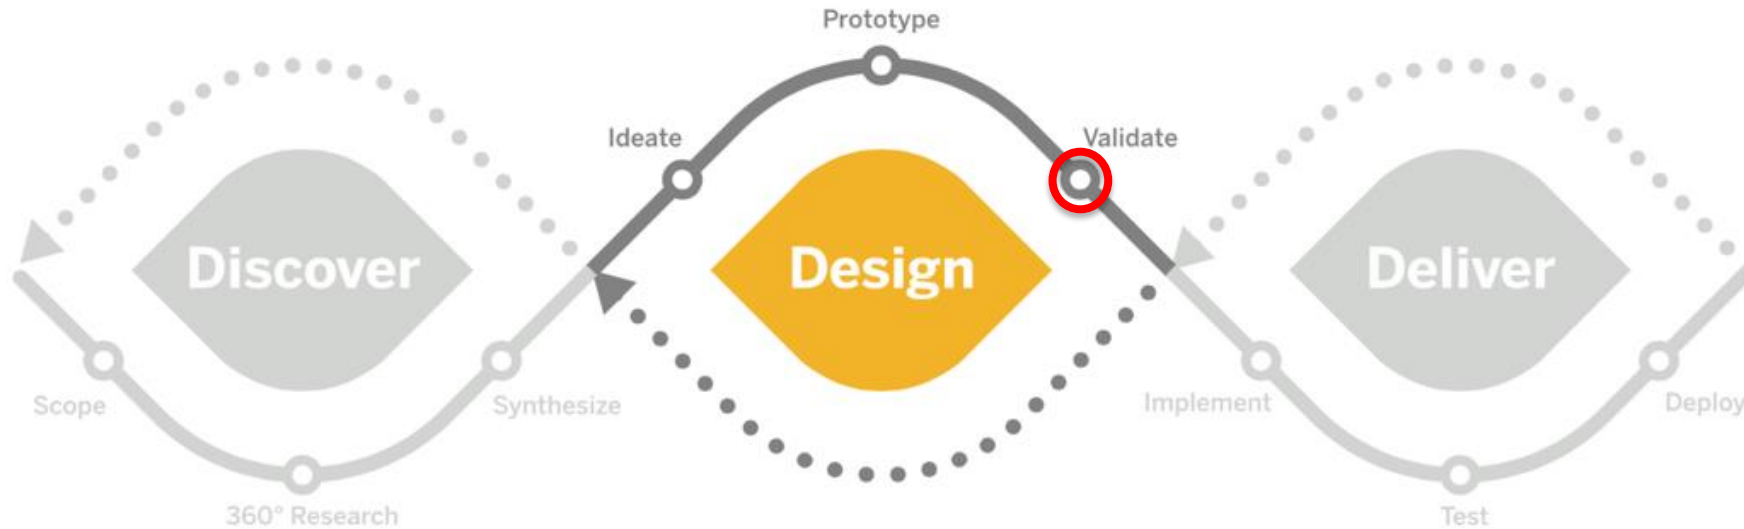 Prototype
Ideate
Validate
Discover
Design
Deliver
Scope
Synthesize
Implement
Deploy
360° Research
Test